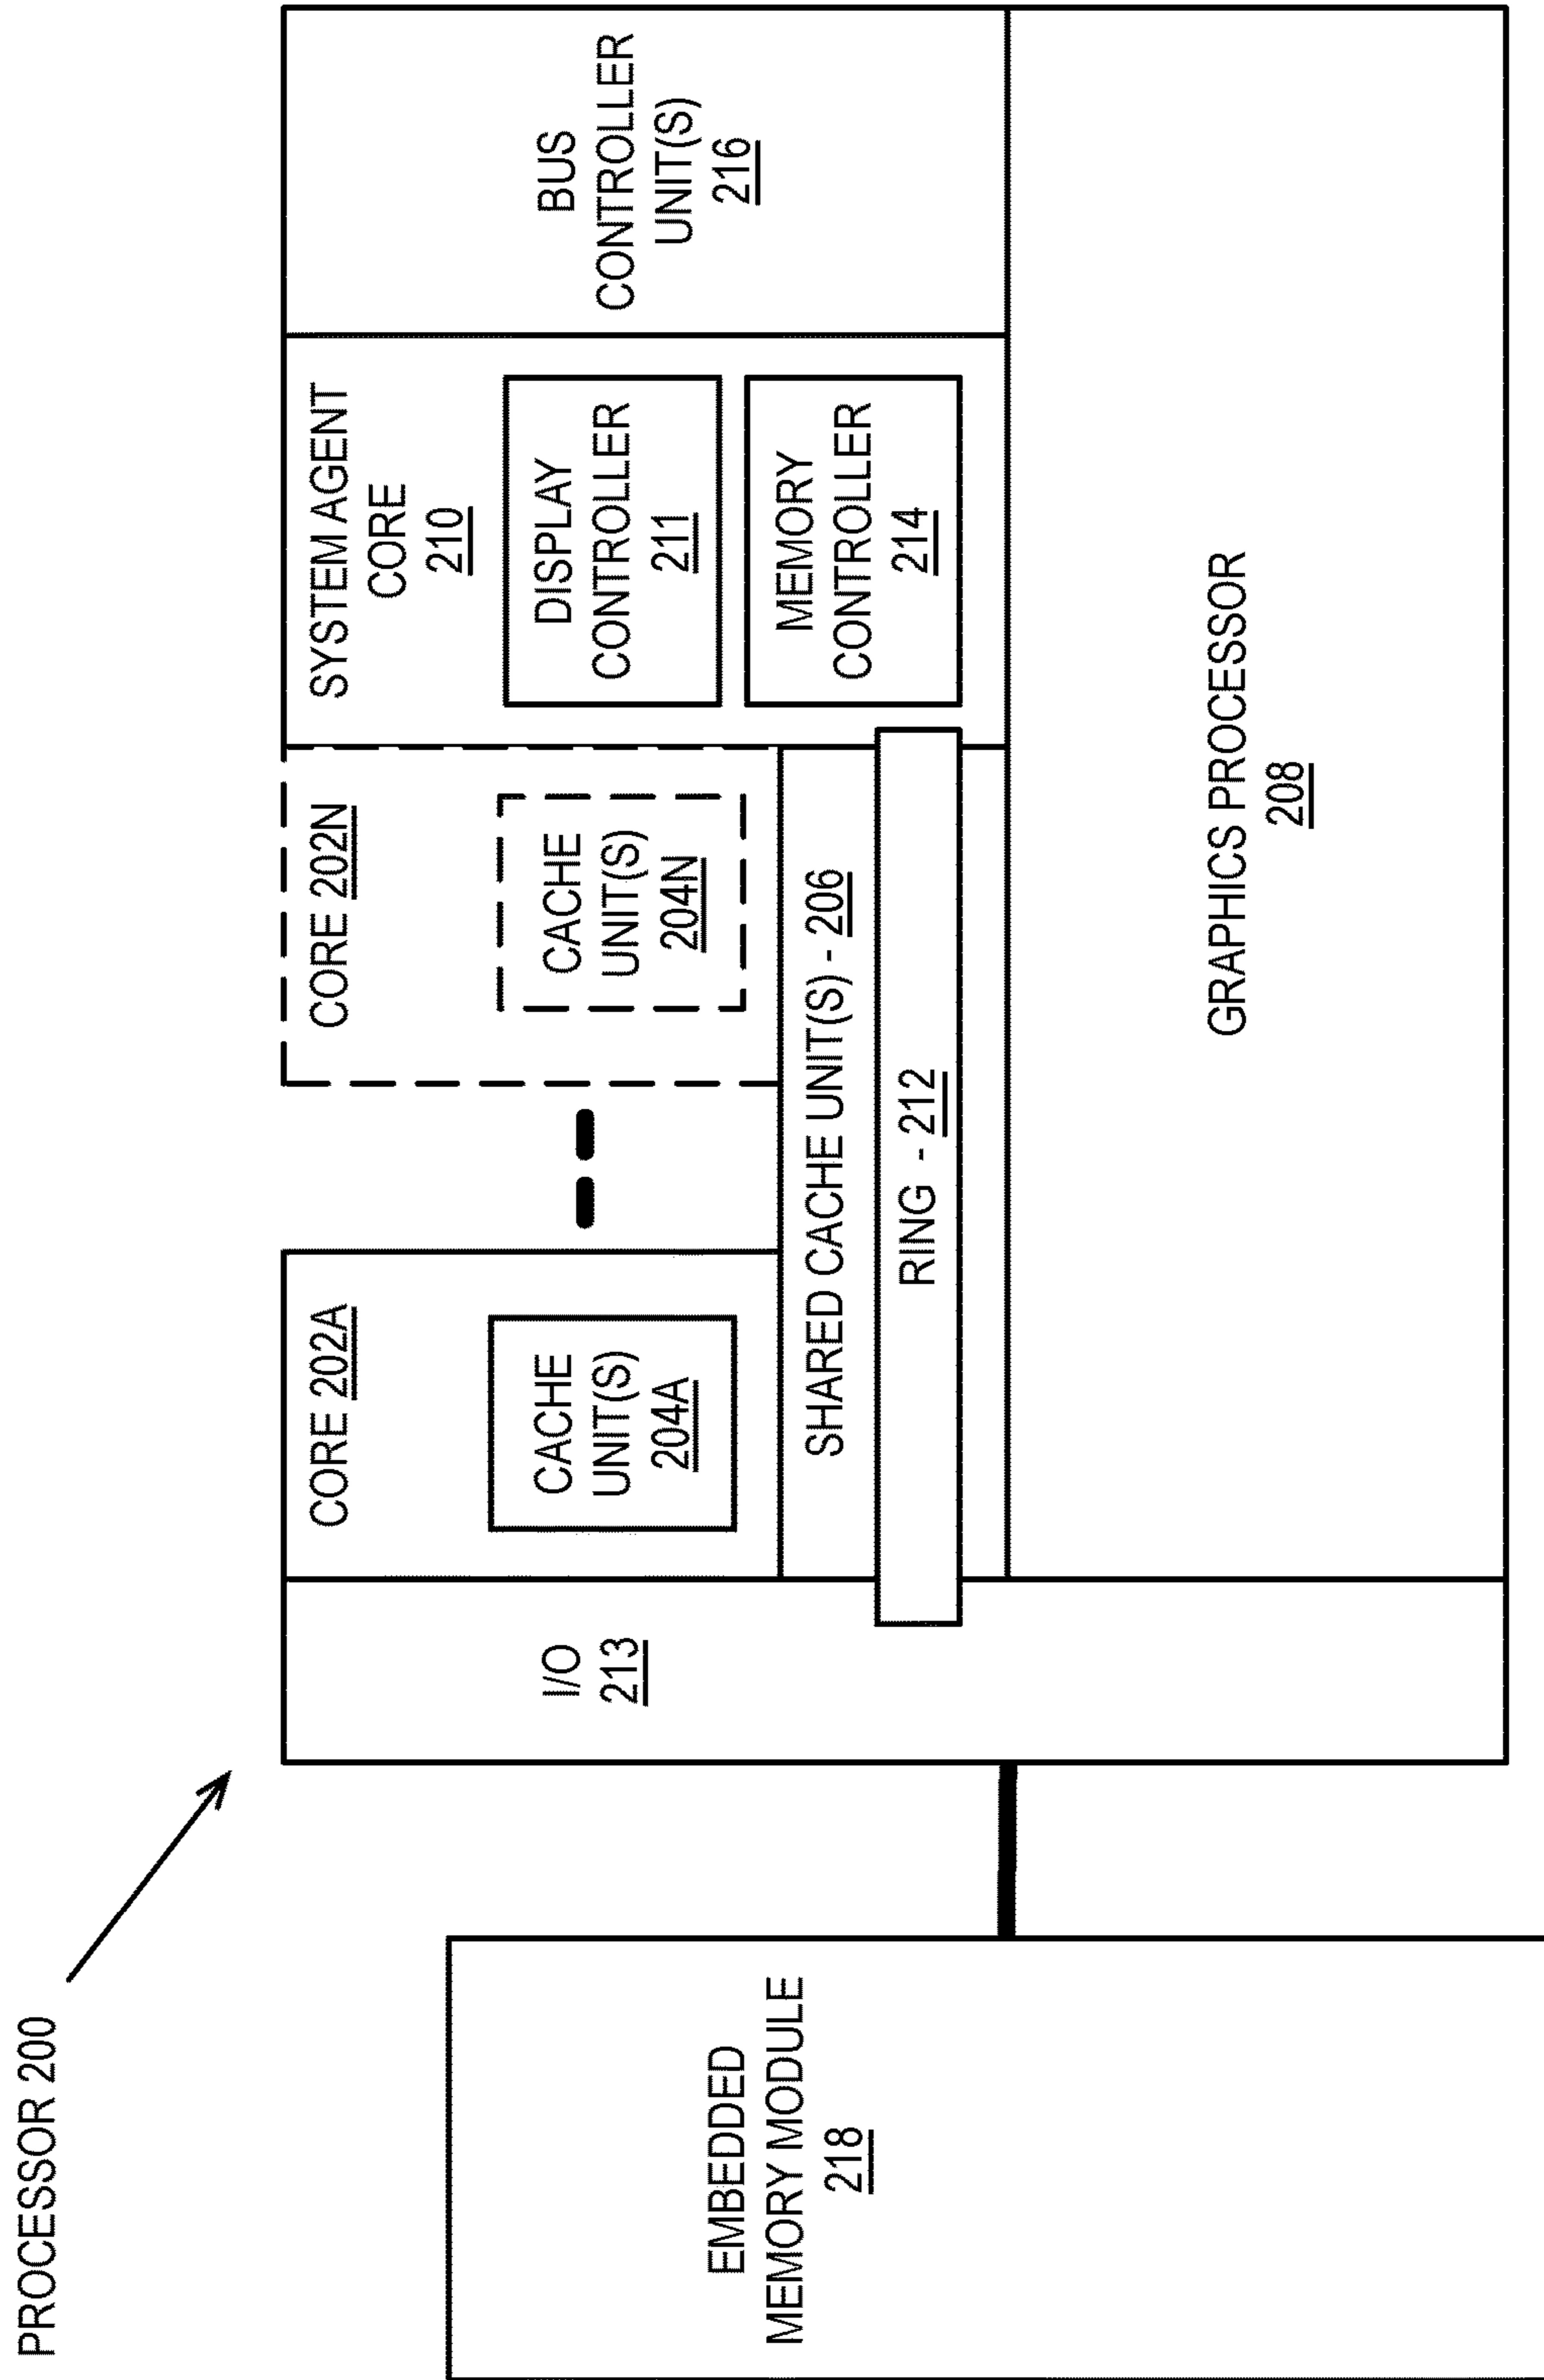 PROCESSOR 200
EMBEDDED
MEMORY MODULE
218
I/O
213
CORE 202A
CACHE
UNIT(S)
204A
CORE 202N
CACHE
UNIT(S)
204N
SHARED CACHE UNIT(S) - 206
RING - 212
SYSTEM AGENT
CORE
210
DISPLAY
CONTROLLER
211
MEMORY
CONTROLLER
214
BUS
CONTROLLER
UNIT(S)
216
GRAPHICS PROCESSOR
208